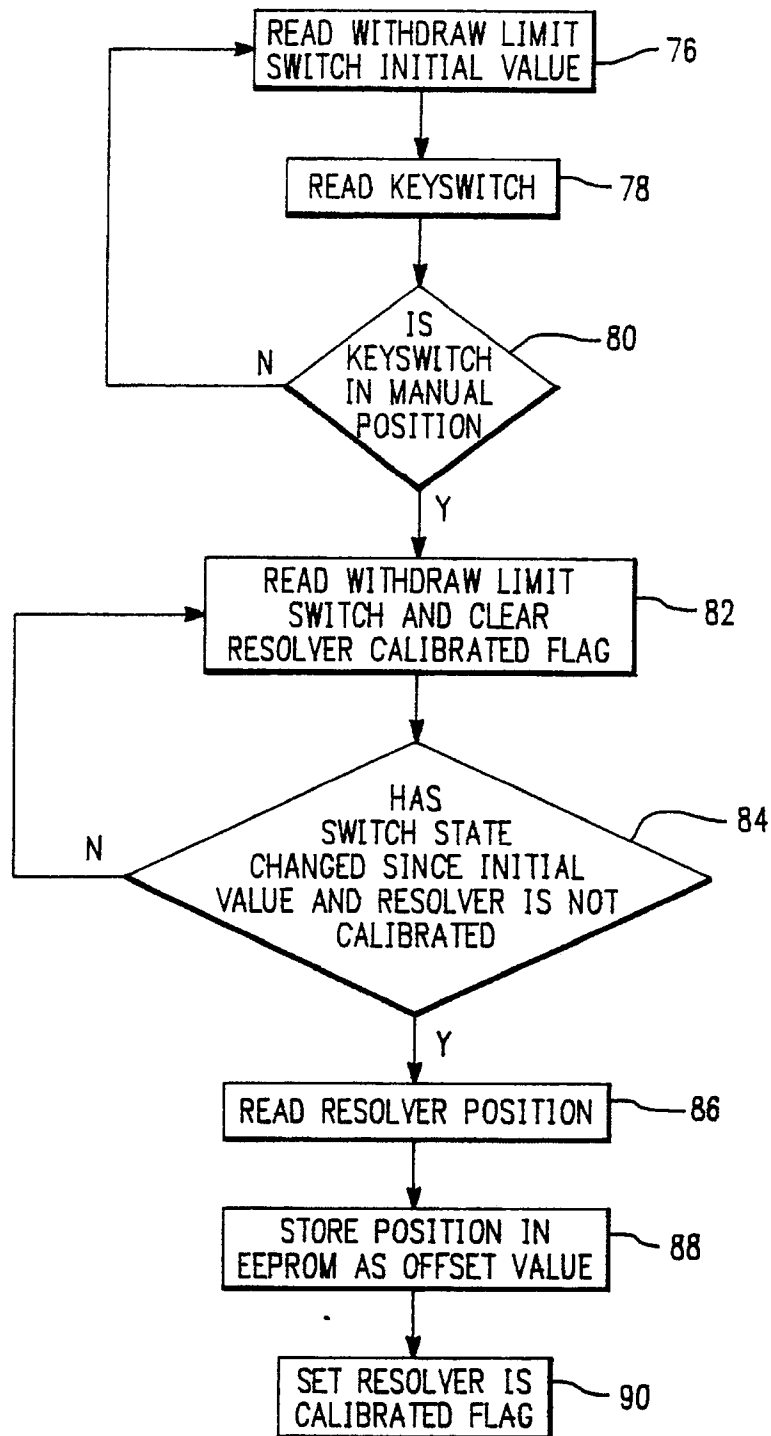 READ WITHDRAW LIMIT
SWITCH INITIAL VALUE
76
READ KEYSWITCH
78
IS
KEYSWITCH
IN MANUAL
POSITION
80
N
Y
READ WITHDRAW LIMIT
SWITCH AND CLEAR
RESOLVER CALIBRATED FLAG
82
HAS
SWITCH STATE
CHANGED SINCE INITIAL
VALUE AND RESOLVER IS NOT
CALIBRATED
84
N
Y
READ RESOLVER POSITION
86
STORE POSITION IN
EEPROM AS OFFSET VALUE
88
SET RESOLVER IS
CALIBRATED FLAG
90